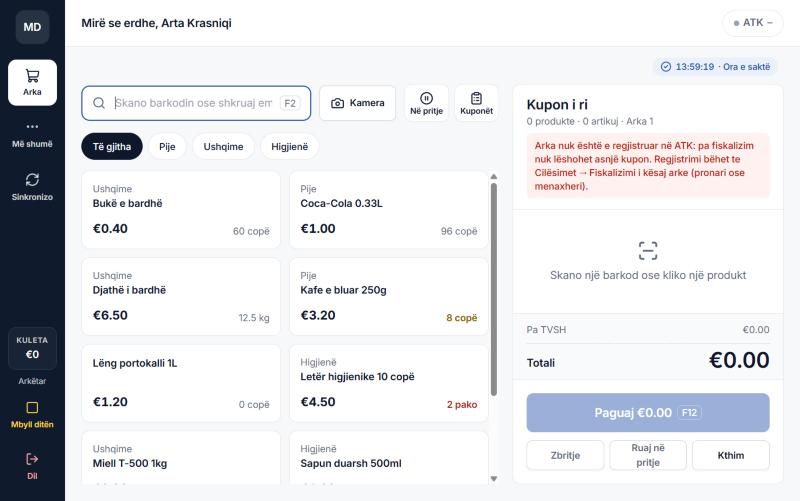 MD
Mirë se erdhe, Arta Krasniqi
ATK –
13:59:19 · Ora e saktë
Arka
Më shumë
Sinkronizo
KULETA
€0
Arkëtar
Mbyll ditën
Dil
Skano barkodin ose shkruaj em
F2
Kamera
Në pritje
Kuponët
Të gjitha
Pije
Ushqime
Higjienë
Ushqime
Bukë e bardhë
€0.40
60 copë
Pije
Coca-Cola 0.33L
€1.00
96 copë
Ushqime
Djathë i bardhë
€6.50
12.5 kg
Pije
Kafe e bluar 250g
€3.20
8 copë
Lëng portokalli 1L
€1.20
0 copë
Higjienë
Letër higjienike 10 copë
€4.50
2 pako
Ushqime
Miell T-500 1kg
Higjienë
Sapun duarsh 500ml
Kupon i ri
0 produkte · 0 artikuj · Arka 1
Arka nuk është e regjistruar në ATK: pa fiskalizim
nuk lëshohet asnjë kupon. Regjistrimi bëhet te
Cilësimet → Fiskalizimi i kësaj arke (pronari ose
menaxheri).
Skano një barkod ose kliko një produkt
Pa TVSH
€0.00
Totali
€0.00
Paguaj €0.00 F12
Zbritje
Ruaj në
pritje
Kthim